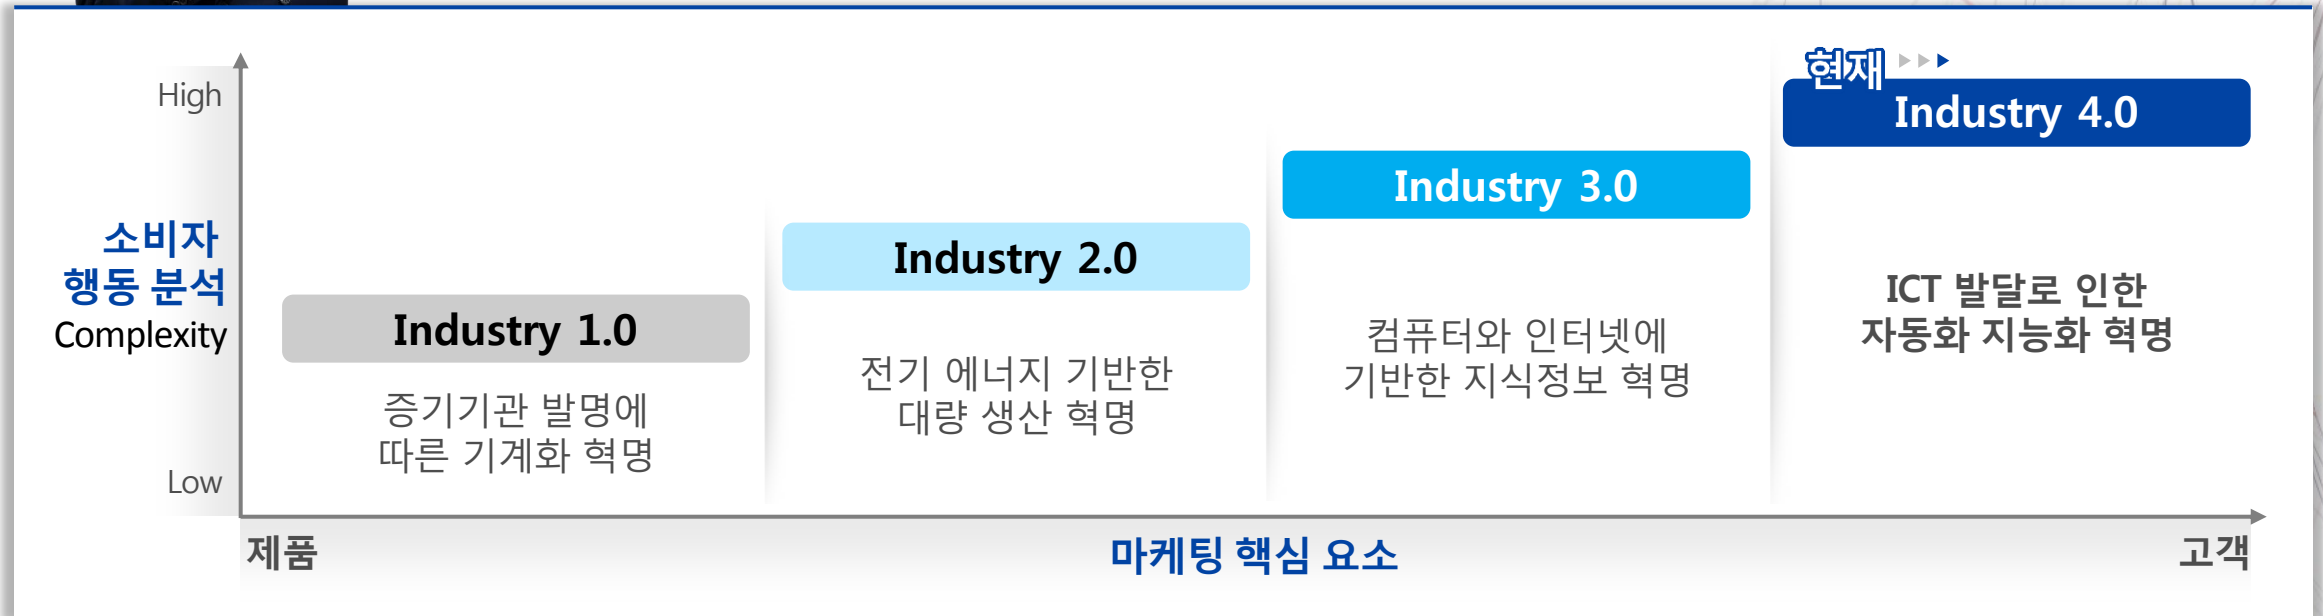 High
소비자
행동 분석
Complexity
Low
Industry 1.0
증기기관 발명에
따른 기계화 혁명
Industry 2.0
전기 에너지 기반한
대량 생산 혁명
Industry 3.0
컴퓨터와 인터넷에
기반한 지식정보 혁명
현재
Industry 4.0
ICT 발달로 인한
자동화 지능화 혁명
제품
마케팅 핵심 요소
고객